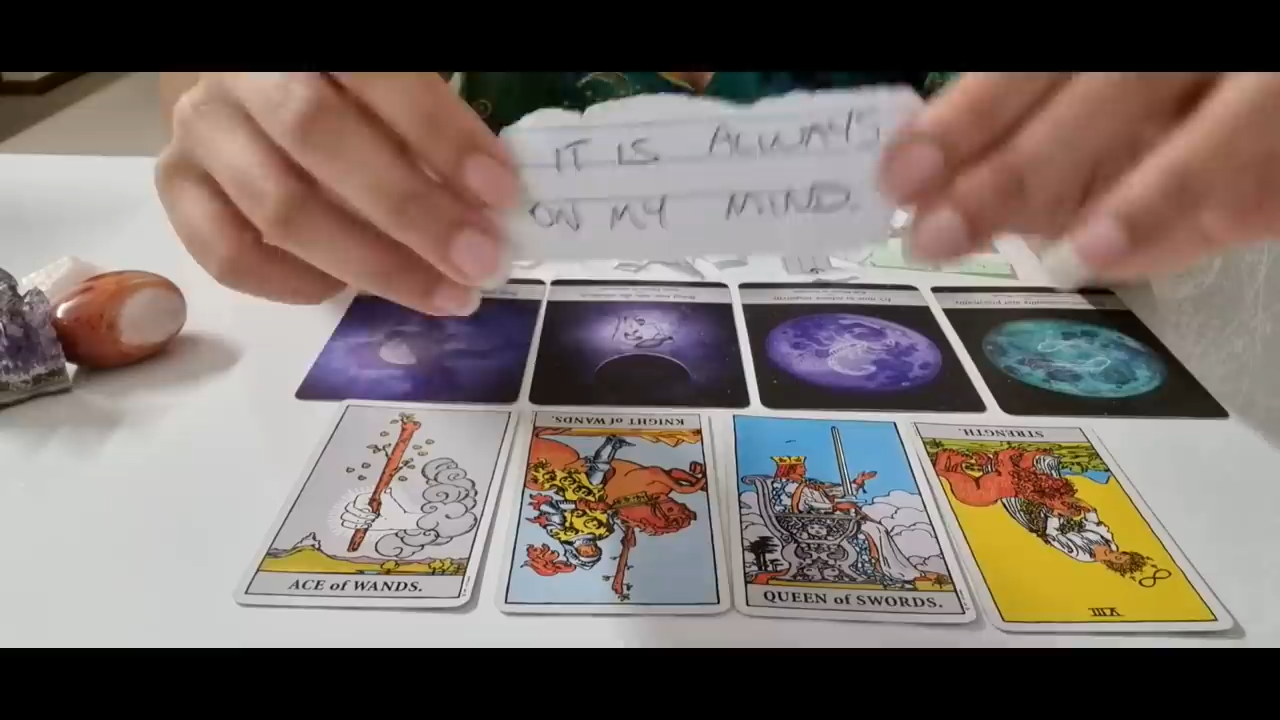 IT IS ALWAYS
ON MY MIND.
KNIGHT of WANDS.
STRENGTH.
ACE of WANDS.
QUEEN of SWORDS.
VIII